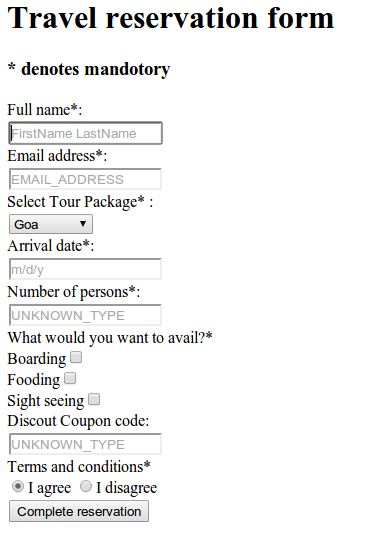 Travel reservation form
* denotes mandotory
Full name*:
FirstName LastName
Email address*:
EMAIL_ADDRESS
Select Tour Package* :
Goa
Arrival date*:
m/d/y
Number of persons*:
UNKNOWN_TYPE
What would you want to avail?*
Boarding
Fooding
Sight seeing
Discout Coupon code:
UNKNOWN_TYPE
Terms and conditions*
I agree I disagree
Complete reservation